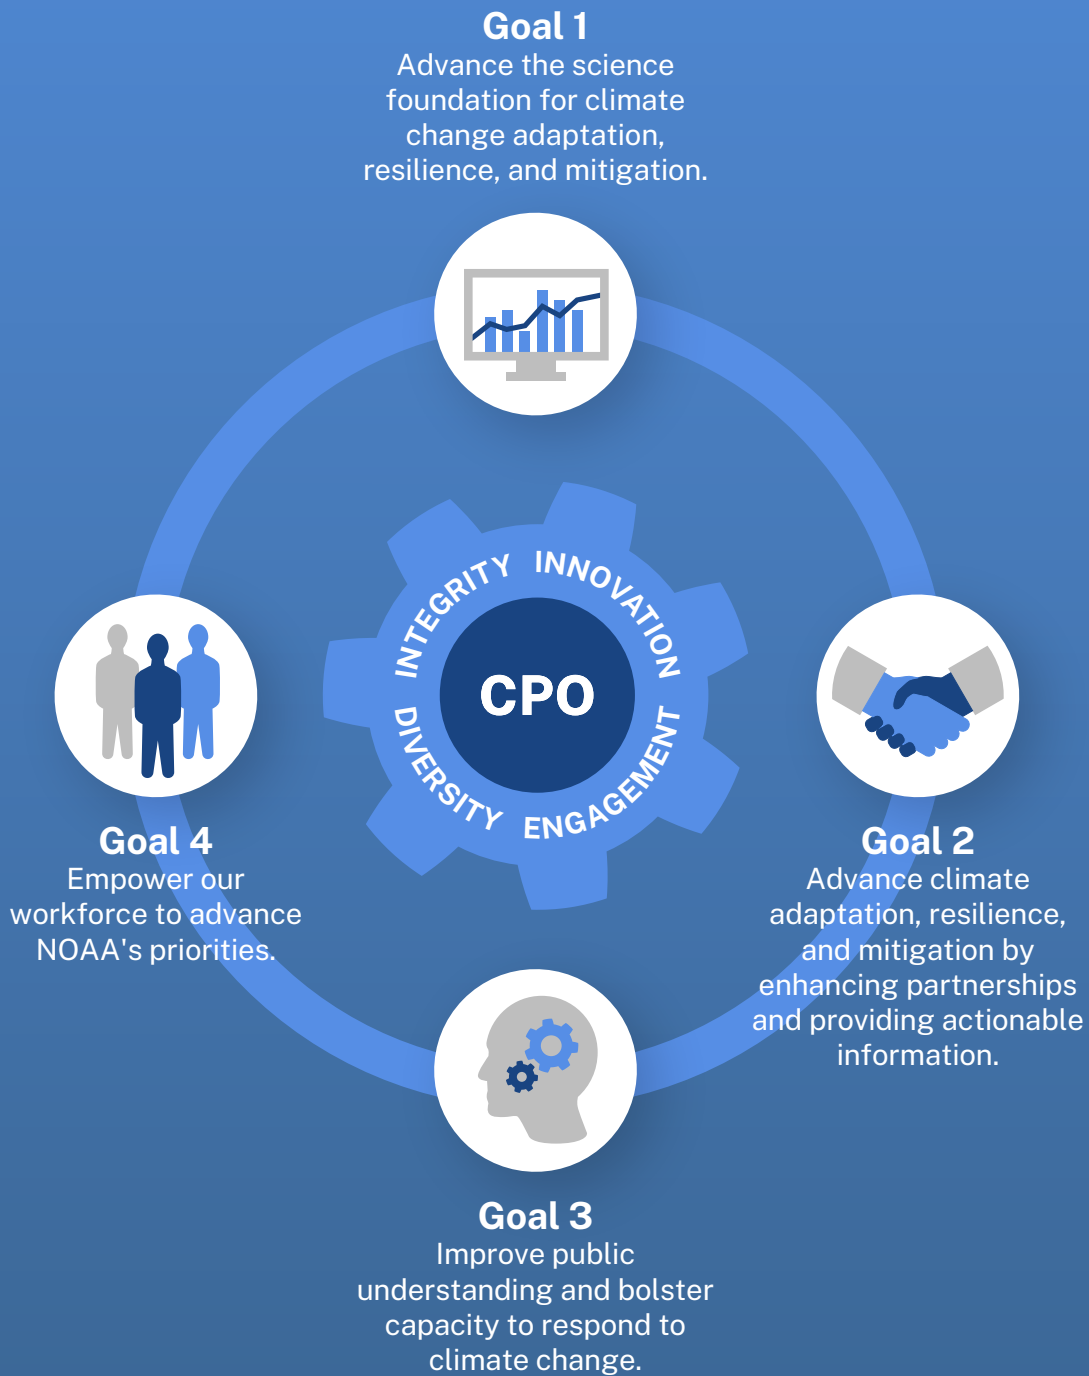 Goal 1
Advance the science
foundation for climate
change adaptation,
resilience, and mitigation.
INTEGRITY INNOVATION
CPO
DIVERSITY ENGAGEMENT
Goal 4
Empower our
workforce to advance
NOAA's priorities.
Goal 2
Advance climate
adaptation, resilience,
and mitigation by
enhancing partnerships
and providing actionable
information.
Goal 3
Improve public
understanding and bolster
capacity to respond to
climate change.